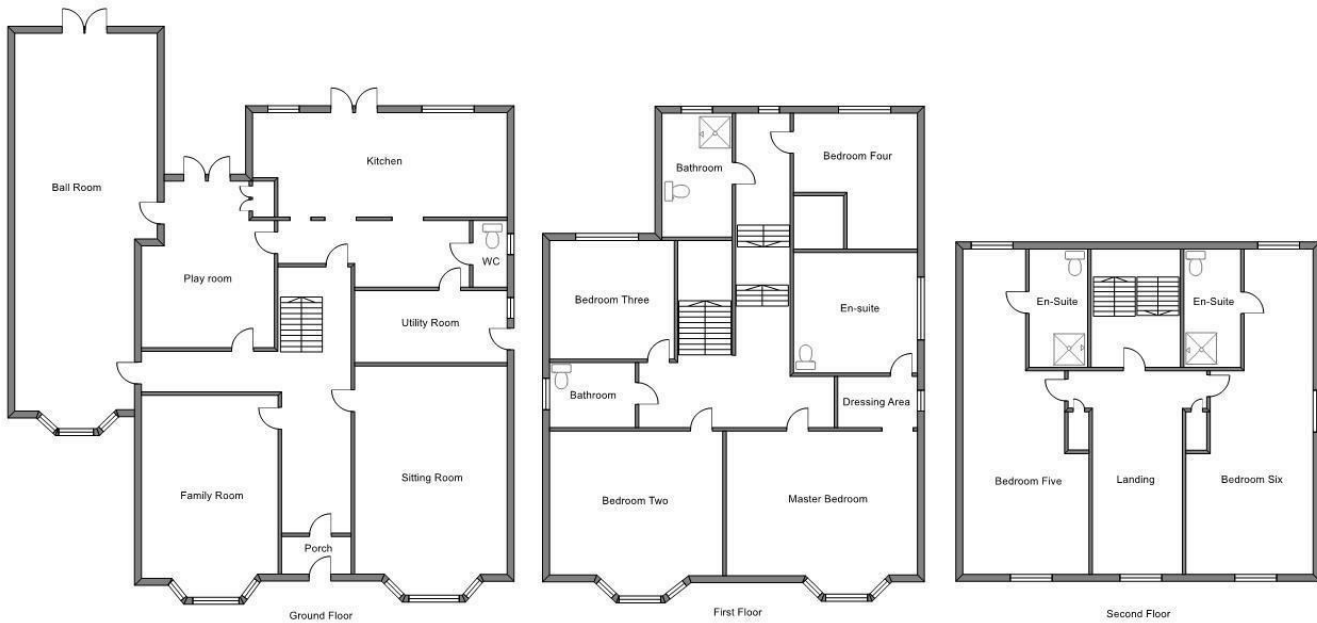 Ball Room
Kitchen
Play room
WC
Utility Room
Family Room
Sitting Room
Porch
Ground Floor
Bathroom
Bedroom Four
Bedroom Three
En-suite
Bathroom
Dressing Area
Bedroom Two
Master Bedroom
First Floor
En-Suite
En-Suite
Bedroom Five
Landing
Bedroom Six
Second Floor